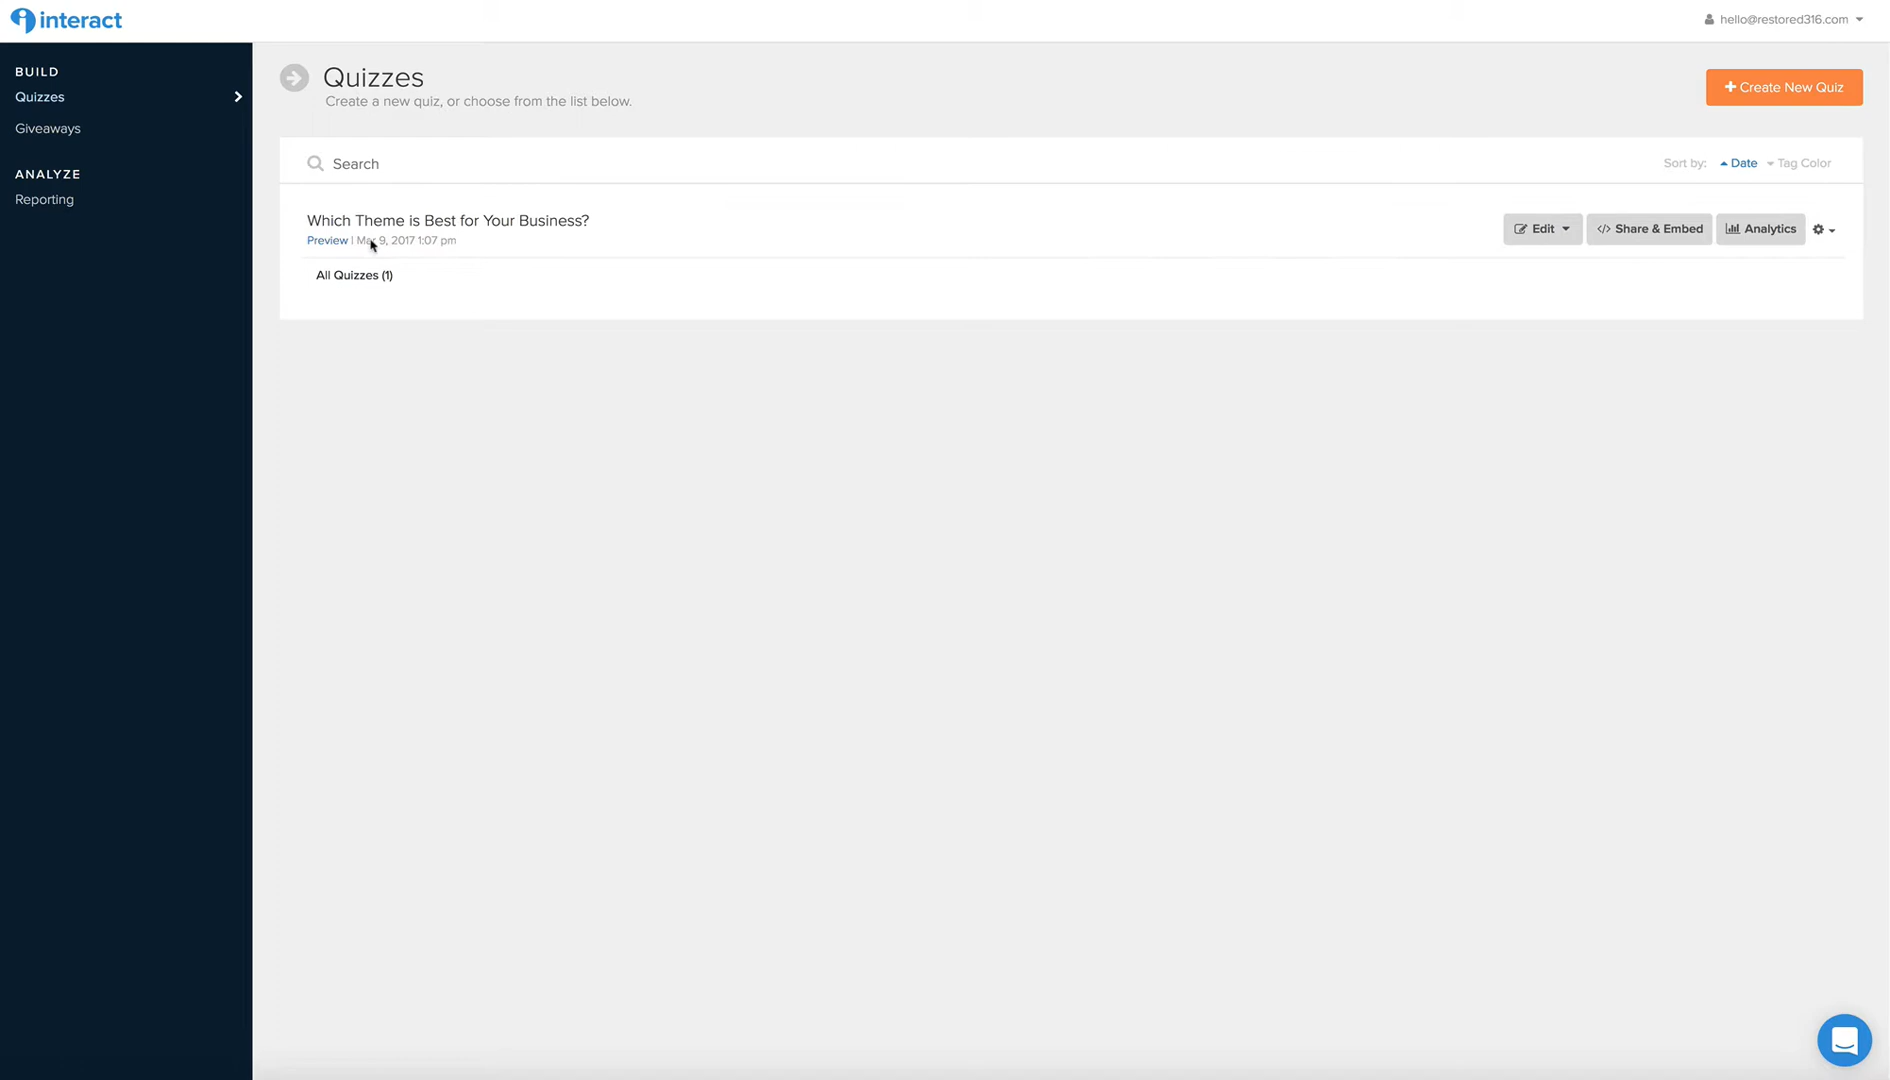 interact
hello@restored316.com
BUILD
Quizzes
Giveaways
ANALYZE
Reporting
Quizzes
Create a new quiz, or choose from the list below.
Create New Quiz
Search
Sort by: Date Tag Color
Which Theme is Best for Your Business?
Preview | Mar 9, 2017 1:07 pm
Edit </> Share & Embed Analytics
All Quizzes (1)